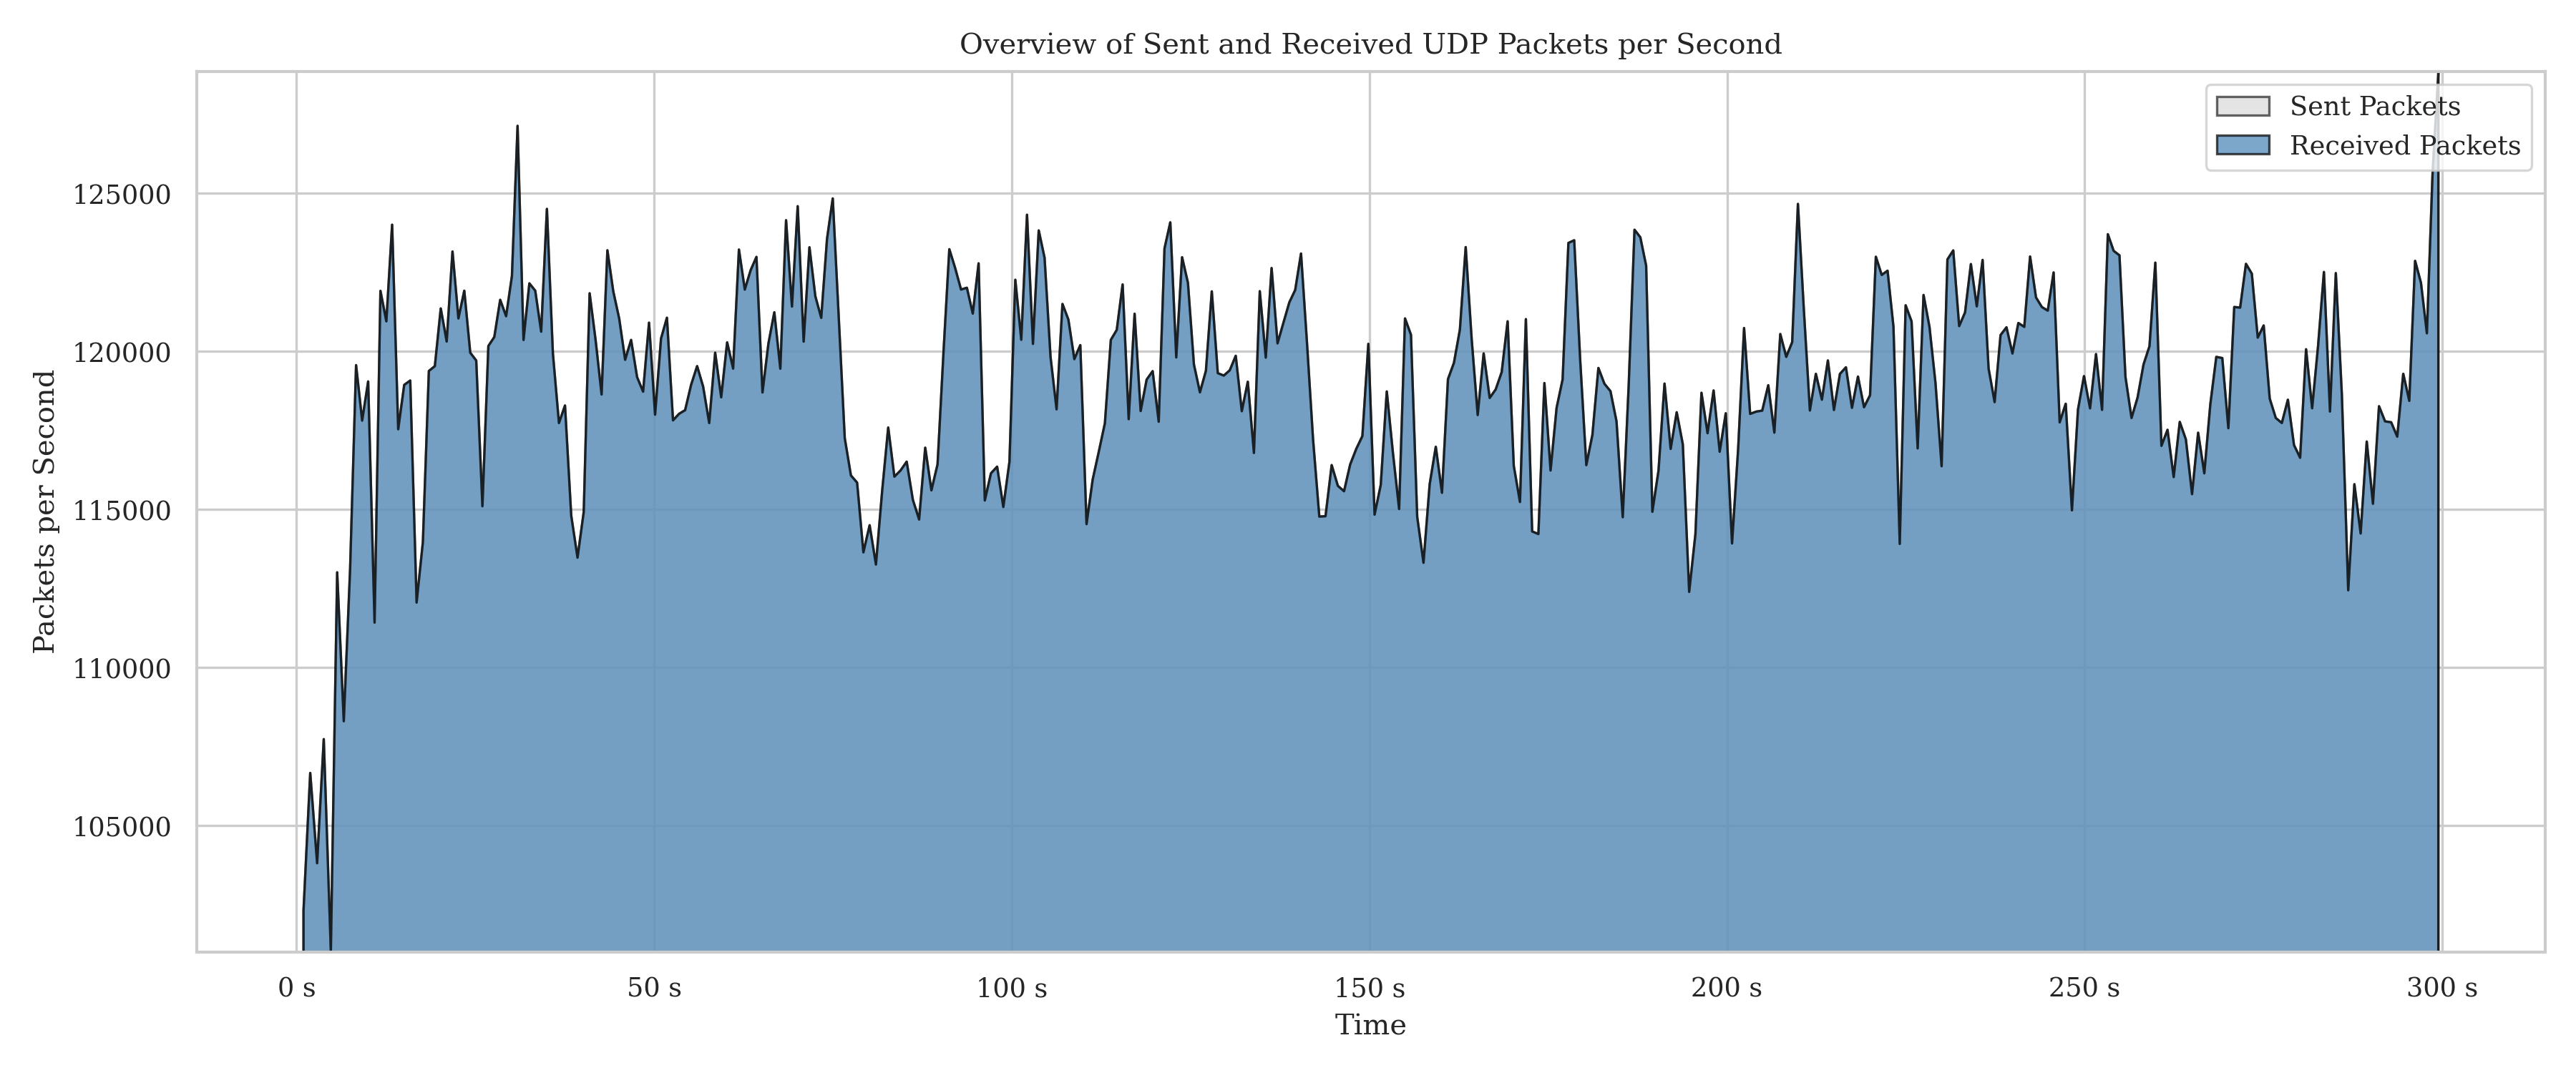 Overview of Sent and Received UDP Packets per Second
Sent Packets
Received Packets
Packets per Second
125000
120000
115000
110000
105000
0 s
50 s
100 s
150 s
200 s
250 s
300 s
Time